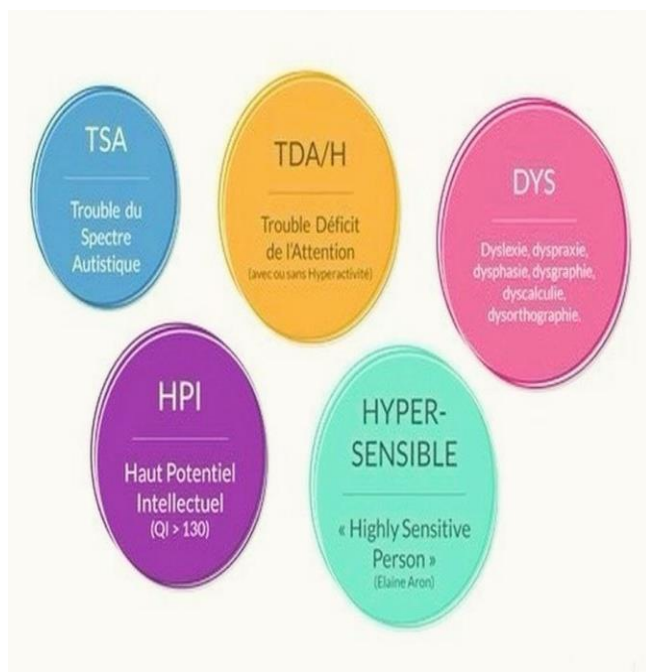 TSA
Trouble du
Spectre
Autistique
TDA/H
Trouble Déficit
de l'Attention
(avec ou sans Hyperactivité)
DYS
Dyslexie, dyspraxie,
dysphasie, dysgraphie,
dyscalculie,
dysorthographie.
HPI
Haut Potentiel
Intellectuel
(QI > 130)
HYPER-
SENSIBLE
« Highly Sensitive
Person »
(Elaine Aron)